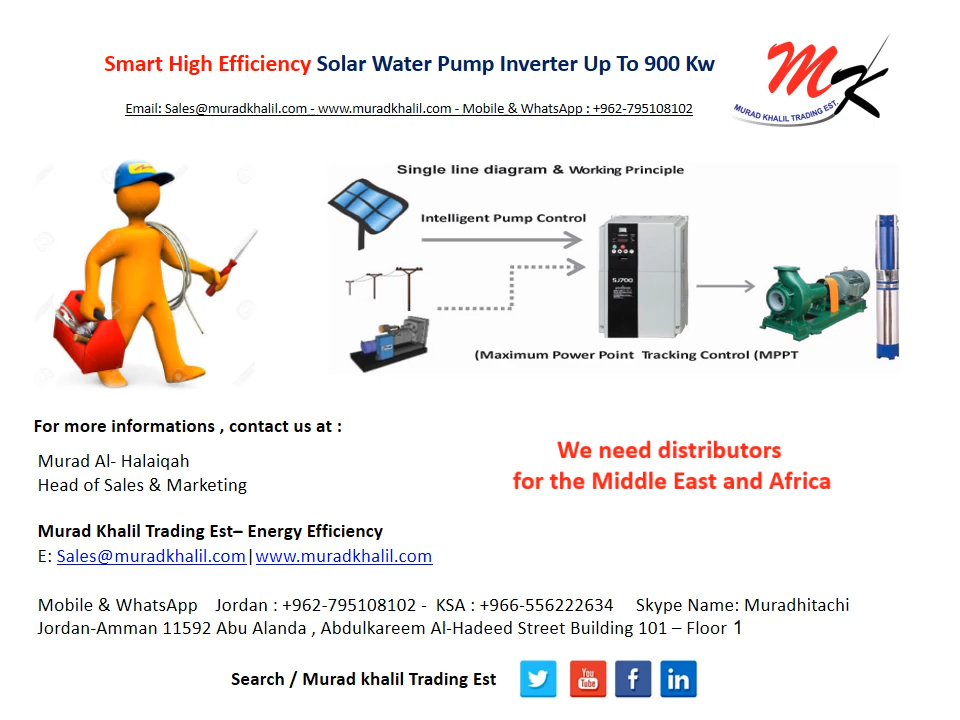 Smart High Efficiency Solar Water Pump Inverter Up To 900 Kw
Email: Sales@muradkhalil.com - www.muradkhalil.com - Mobile & WhatsApp : +962-795108102
MK
MURAD KHALIL TRADING EST.
Single line diagram & Working Principle
Intelligent Pump Control
SJ700
(Maximum Power Point Tracking Control (MPPT
For more informations , contact us at :
Murad Al- Halaiqah
Head of Sales & Marketing
We need distributors
for the Middle East and Africa
Murad Khalil Trading Est– Energy Efficiency
E: Sales@muradkhalil.com|www.muradkhalil.com
Mobile & WhatsApp Jordan : +962-795108102 - KSA : +966-556222634 Skype Name: Muradhitachi
Jordan-Amman 11592 Abu Alanda , Abdulkareem Al-Hadeed Street Building 101 – Floor 1
Search / Murad khalil Trading Est
You Tube
f
in